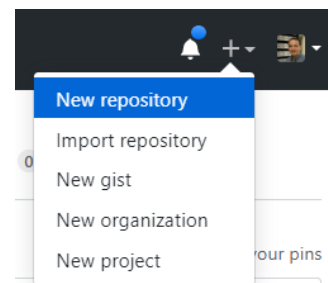 New repository
Import repository
0
New gist
New organization
your pins
New project